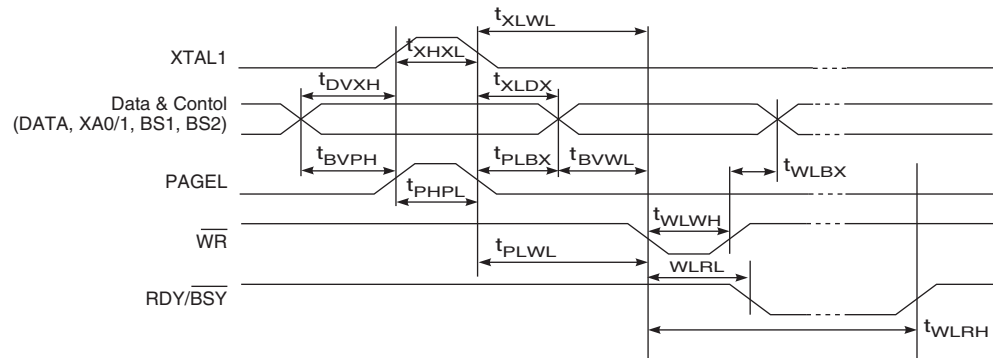 tXLWL
XTAL1
tXHXL
tDVXH
tXLDX
Data & Contol
(DATA, XA0/1, BS1, BS2)
tBVPH
tPLBX
tBVWL
tWLBX
PAGEL
tPHPL
tWLWH
WR
tPLWL
WLRL
RDY/BSY
tWLRH